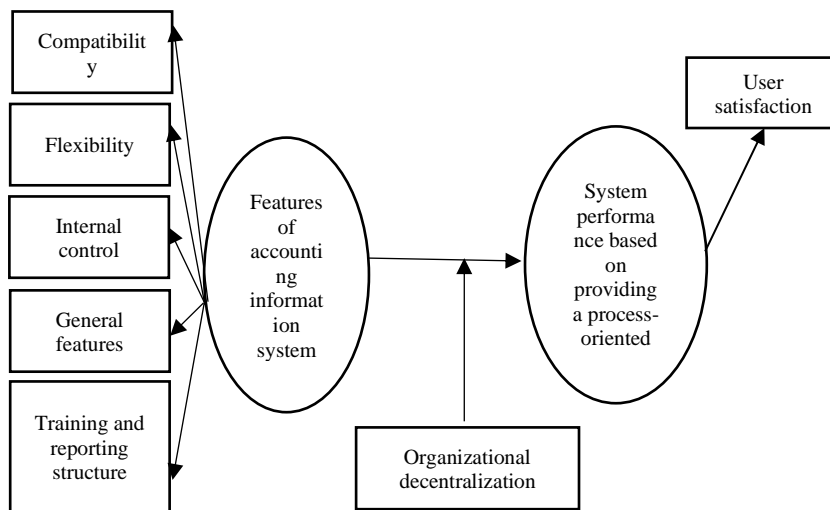 Compatibilit
y
Flexibility
Internal
control
General
features
Training and
reporting
structure
Features
of
accounti
ng
informat
ion
system
Organizational
decentralization
System
performa
nce based
on
providing
a process-
oriented
User
satisfaction